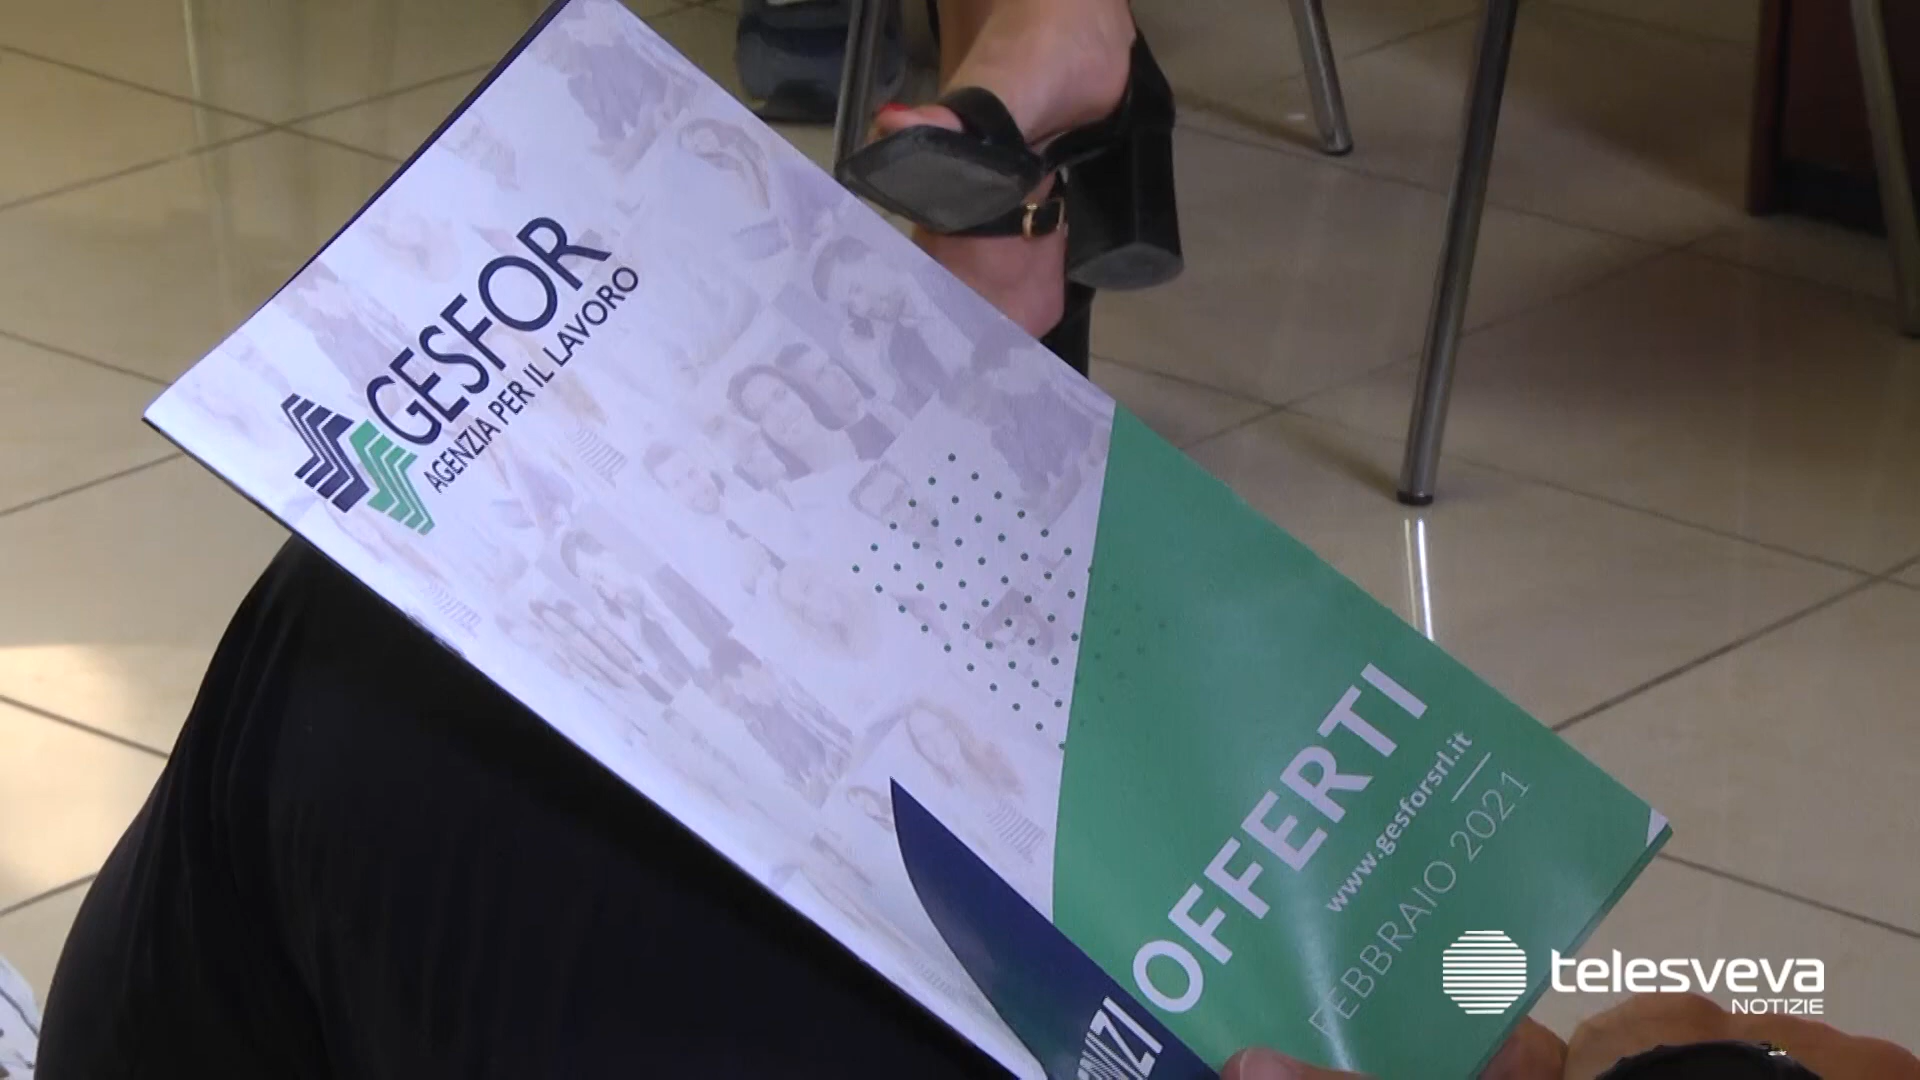 GESFOR
AGENZIA PER IL LAVORO
OFFERTI
www.gesforsrl.it
FEBBRAIO 2021
telesveva
NOTIZIE